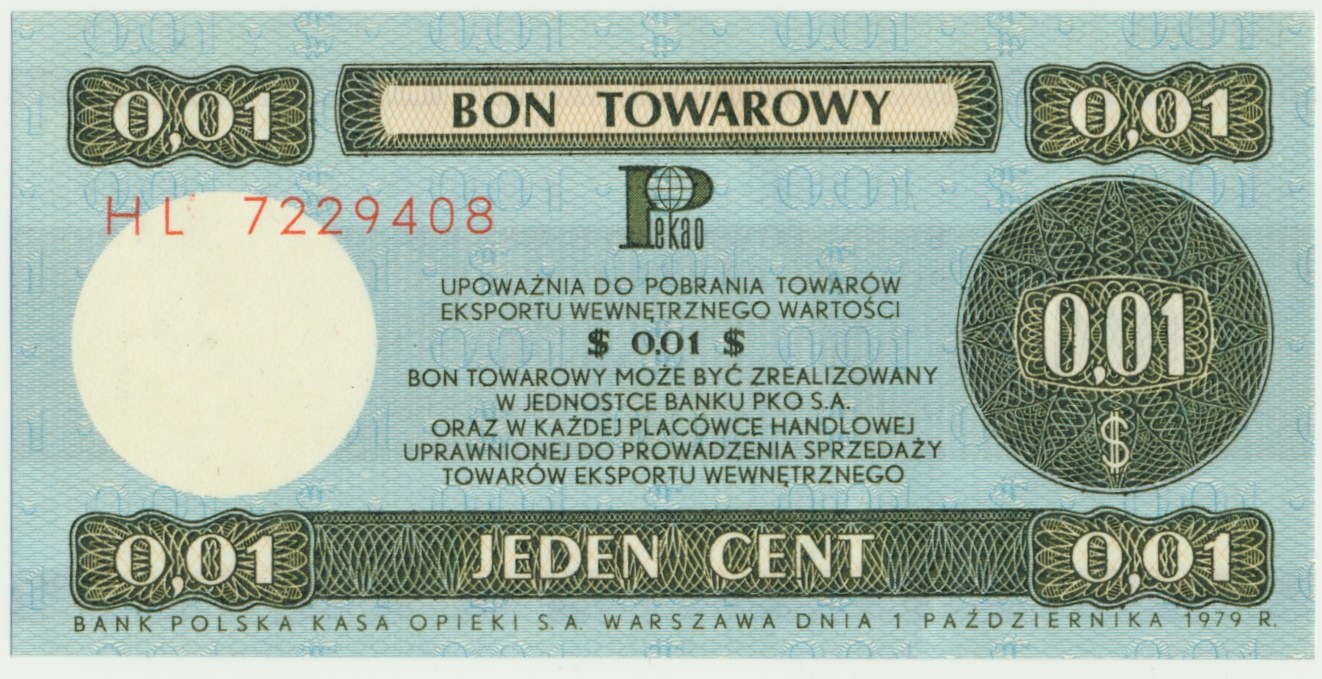 0,01 BON TOWAROWY 0,01
HL 7229408
Pekao
UPOWAŻNIA DO POBRANIA TOWARÓW
EKSPORTU WEWNĘTRZNEGO WARTOŚCI
$ 0.01 $
BON TOWAROWY MOŻE BYĆ ZREALIZOWANY
W JEDNOSTCE BANKU PKO S.A.
ORAZ W KAŻDEJ PLACÓWCE HANDLOWEJ
UPRAWNIONEJ DO PROWADZENIA SPRZEDAŻY
TOWARÓW EKSPORTU WEWNĘTRZNEGO
0,01
$
0,01 JEDEN CENT 0,01
BANK POLSKA KASA OPIEKI S.A. WARSZAWA DNIA 1 PAŹDZIERNIKA 1979 R.